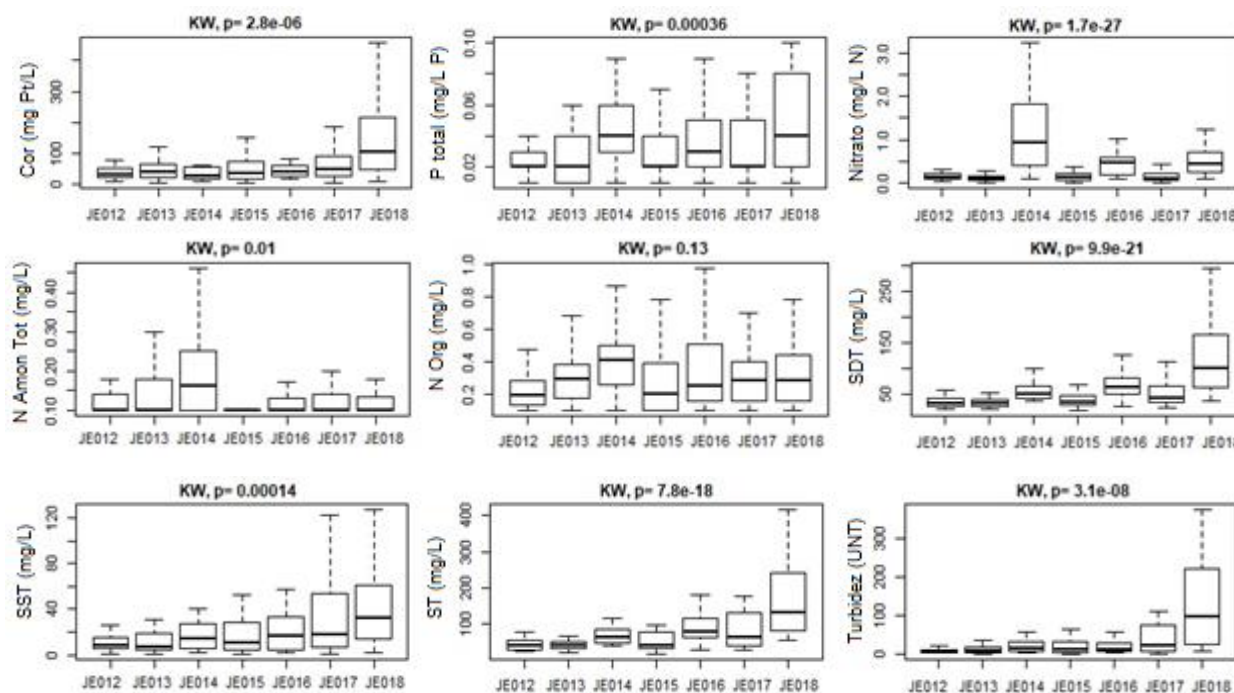 KW, p= 2.8e-06
Cor (mg Pt/L)
300
100
0
JE012 JE013 JE014 JE015 JE016 JE017 JE018
KW, p= 0.00036
P total (mg/L P)
0.10
0.06
0.02
JE012 JE013 JE014 JE015 JE016 JE017 JE018
KW, p= 1.7e-27
Nitrato (mg/L N)
3.0
2.0
1.0
0.0
JE012 JE013 JE014 JE015 JE016 JE017 JE018
KW, p= 0.01
N Amon Tot (mg/L)
0.40
0.30
0.20
0.10
JE012 JE013 JE014 JE015 JE016 JE017 JE018
KW, p= 0.13
N Org (mg/L)
1.0
0.8
0.6
0.4
0.2
JE012 JE013 JE014 JE015 JE016 JE017 JE018
KW, p= 9.9e-21
SDT (mg/L)
250
150
50
JE012 JE013 JE014 JE015 JE016 JE017 JE018
KW, p= 0.00014
SST (mg/L)
120
80
40
0
JE012 JE013 JE014 JE015 JE016 JE017 JE018
KW, p= 7.8e-18
ST (mg/L)
400
300
200
100
JE012 JE013 JE014 JE015 JE016 JE017 JE018
KW, p= 3.1e-08
Turbidez (UNT)
300
200
100
0
JE012 JE013 JE014 JE015 JE016 JE017 JE018